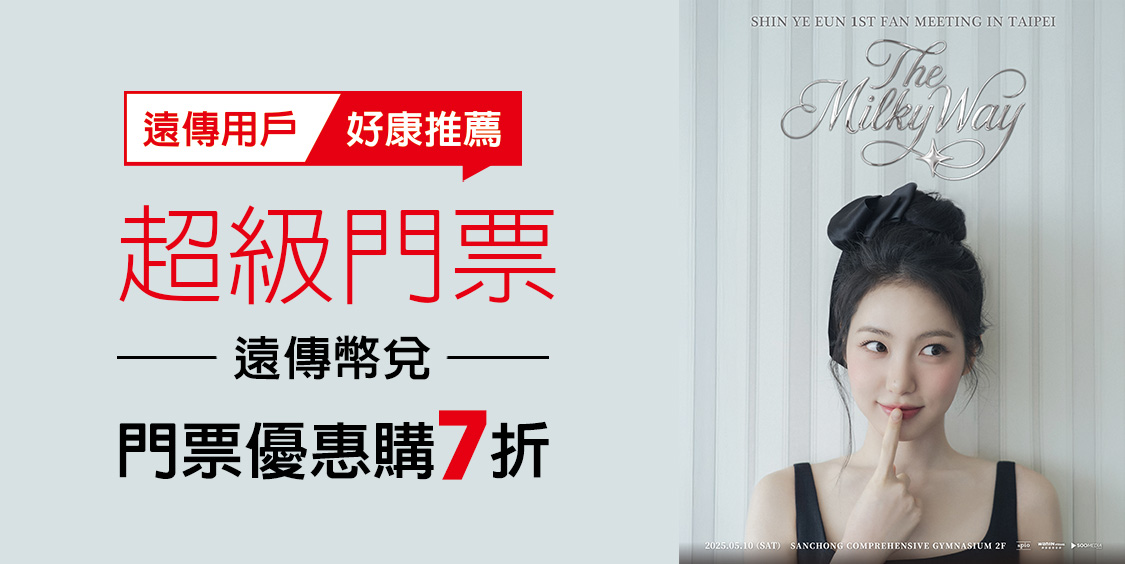 遠傳用戶 好康推薦
超級門票
遠傳幣兌
門票優惠購7折
SHIN YE EUN 1ST FAN MEETING IN TAIPEI
The
Milky Way
2025.05.10 (SAT) SANCHONG COMPREHENSIVE GYMNASIUM 2F